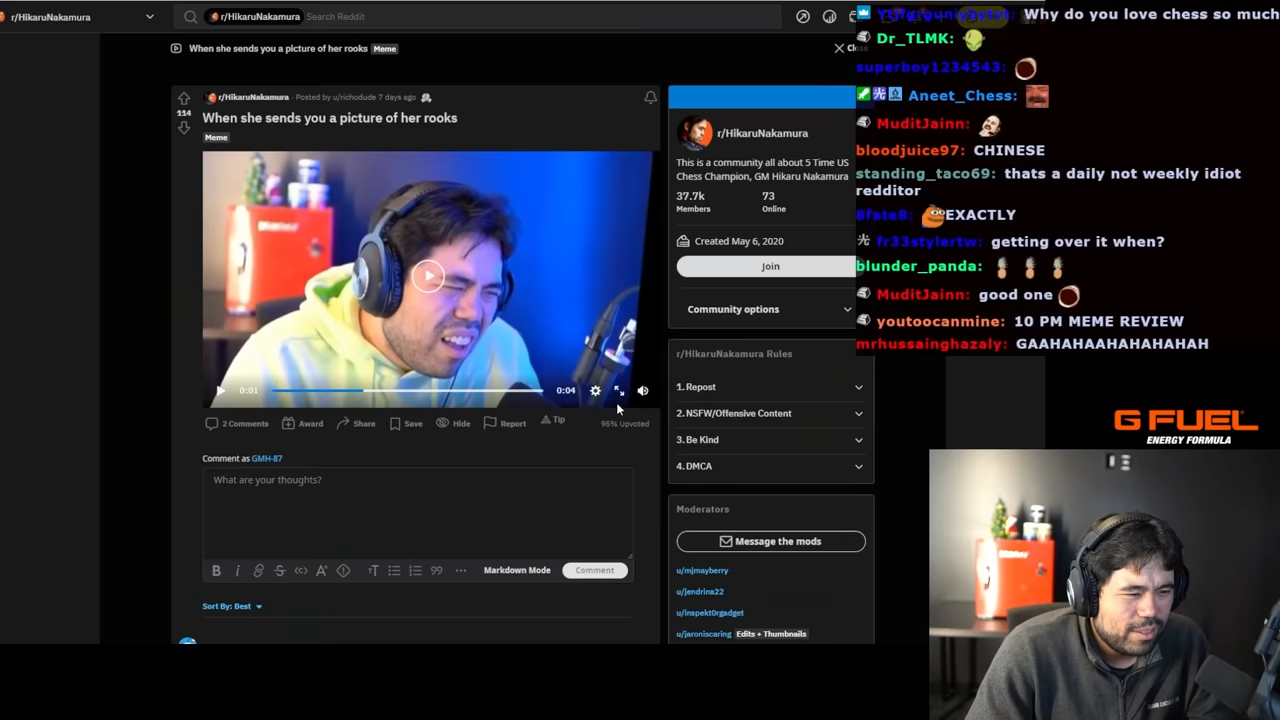 r/HikaruNakamura
r/HikaruNakamura Search Reddit
When she sends you a picture of her rooks Meme
Clo
114
r/HikaruNakamura · Posted by u/richodude 7 days ago
When she sends you a picture of her rooks
Meme
0:01
0:04
2 Comments Award Share Save Hide Report Tip 96% Upvoted
Comment as GMH-87
What are your thoughts?
Markdown Mode Comment
Sort By: Best
r/HikaruNakamura
This is a community all about 5 Time US
Chess Champion, GM Hikaru Nakamura
37.7k 73
Members Online
Created May 6, 2020
Join
Community options
r/HikaruNakamura Rules
1. Repost
2. NSFW/Offensive Content
3. Be Kind
4. DMCA
Moderators
Message the mods
u/mjmayberry
u/jendrina22
u/inspekt0rgadget
u/jaroniscaring Edits + Thumbnails
Why do you love chess so much
Dr_TLMK:
superboy1234543:
Aneet_Chess:
MuditJainn:
bloodjuice97: CHINESE
standing_taco69: thats a daily not weekly idiot
redditor
8fate8: EXACTLY
fr33stylertw: getting over it when?
blunder_panda:
MuditJainn: good one
youtoocanmine: 10 PM MEME REVIEW
mrhussainghazaly: GAAHAHAAHAHAHAHAH
G FUEL
ENERGY FORMULA